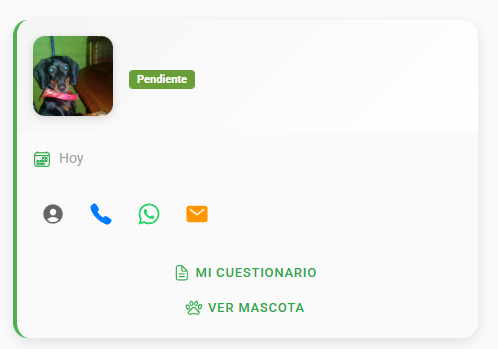 Pendiente
Hoy
MI CUESTIONARIO
VER MASCOTA